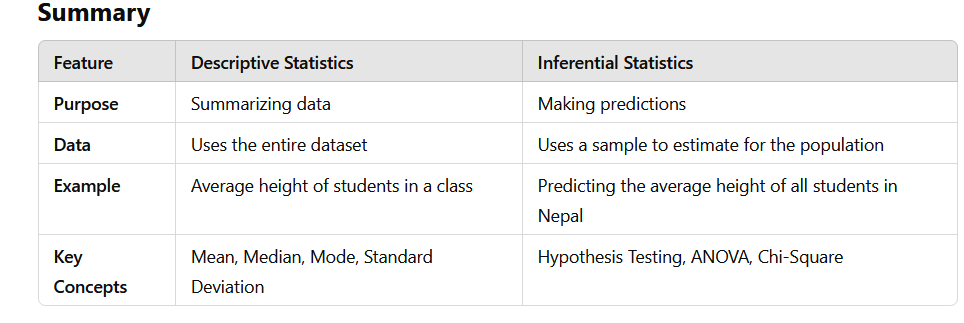 Summary
Feature Descriptive Statistics Inferential Statistics
Purpose Summarizing data Making predictions
Data Uses the entire dataset Uses a sample to estimate for the population
Example Average height of students in a class Predicting the average height of all students in
Nepal
Key Mean, Median, Mode, Standard Hypothesis Testing, ANOVA, Chi-Square
Concepts Deviation